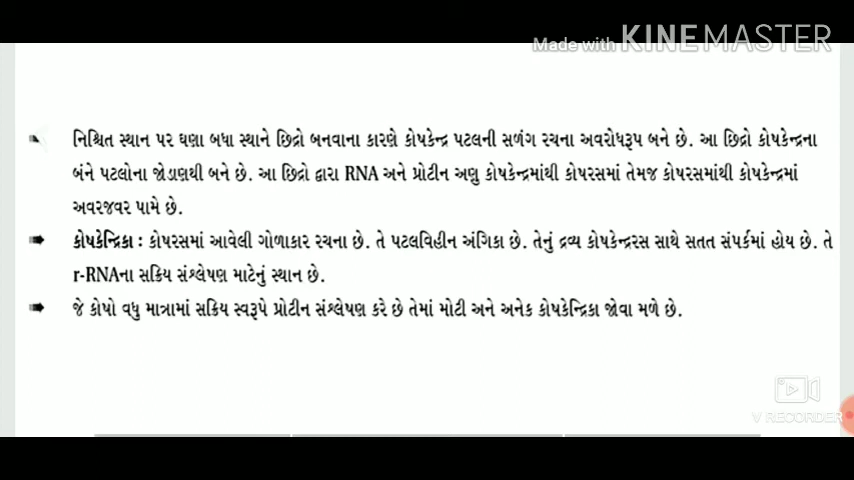 Made with KINEMASTER
નિશ્ચિત સ્થાન પર ઘણા બધા સ્થાને છિદ્રો બનવાના કારણે કોષકેન્દ્ર પટલની સળંગ રચના અવરોધરૂપ બને છે. આ છિદ્રો કોષકેન્દ્રના
બંને પટલોના જોડાણથી બને છે. આ છિદ્રો દ્વારા RNA અને પ્રોટીન અણુ કોષકેન્દ્રમાંથી કોષરસમાં તેમજ કોષરસમાંથી કોષકેન્દ્રમાં
અવરજવર પામે છે.
કોષકેન્દ્રિકા : કોષરસમાં આવેલી ગોળાકાર રચના છે. તે પટલવિહીન અંગિકા છે. તેનું દ્રવ્ય કોષકેન્દ્રરસ સાથે સતત સંપર્કમાં હોય છે. તે
r-RNAના સક્રિય સંશ્લેષણ માટેનું સ્થાન છે.
જે કોષો વધુ માત્રામાં સક્રિય સ્વરૂપે પ્રોટીન સંશ્લેષણ કરે છે તેમાં મોટી અને અનેક કોષકેન્દ્રિકા જોવા મળે છે.
V RECORDER